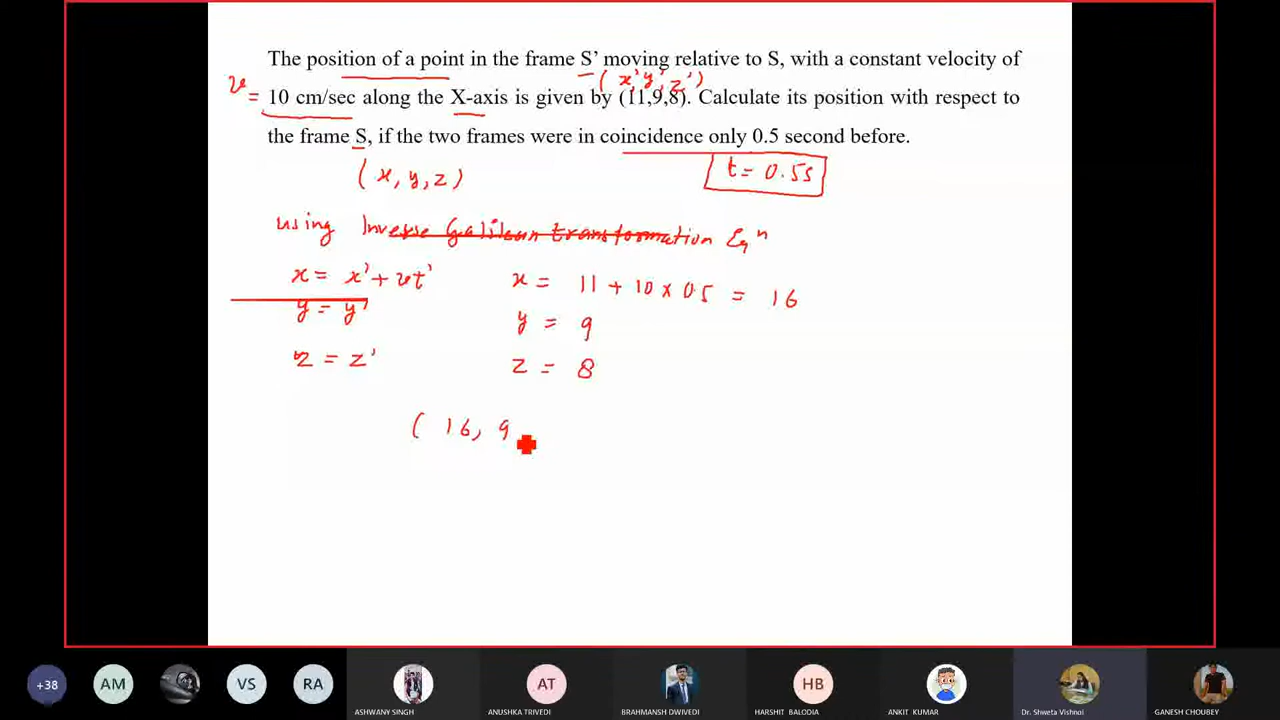 The position of a point in the frame S’ moving relative to S, with a constant velocity of
v = (x' y' z')
10 cm/sec along the X-axis is given by (11,9,8). Calculate its position with respect to
the frame S, if the two frames were in coincidence only 0.5 second before.
(x, y, z) t = 0.5s
using Inverse Galilean transformation Eqn
x = x' + vt' x = 11 + 10 × 05 = 16
y = y' y = 9
z = z' z = 8
( 16, 9
+38 AM VS RA AT HB
ASHWANY SINGH ANUSHKA TRIVEDI BRAHMANSH DWIVEDI HARSHIT BALODIA ANKIT KUMAR Dr. Shweta Vishnoi GANESH CHOUBEY